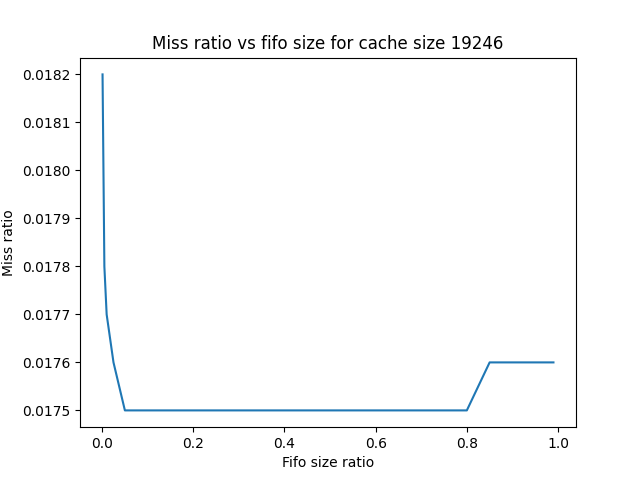 Miss ratio vs fifo size for cache size 19246
Miss ratio
0.0182
0.0181
0.0180
0.0179
0.0178
0.0177
0.0176
0.0175
0.0 0.2 0.4 0.6 0.8 1.0
Fifo size ratio